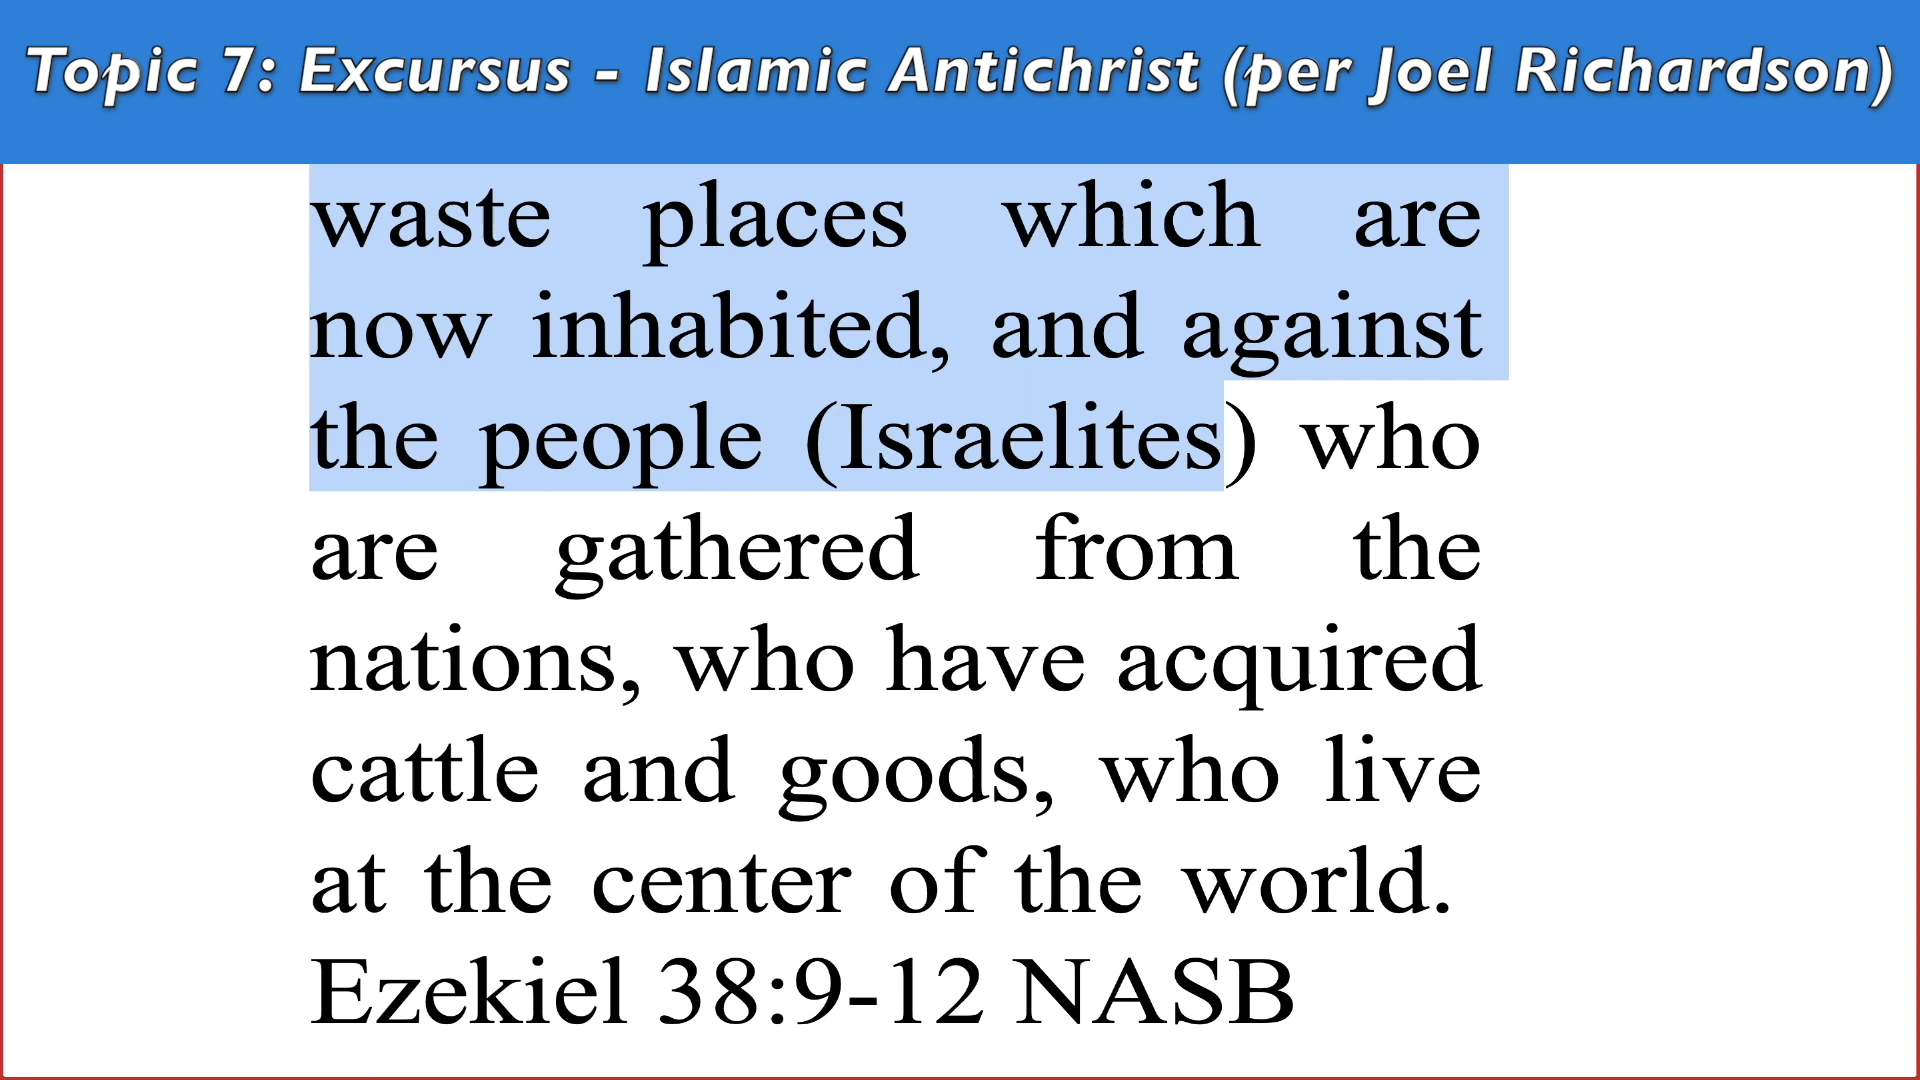 Topic 7: Excursus - Islamic Antichrist (per Joel Richardson)
waste places which are
now inhabited, and against
the people (Israelites) who
are gathered from the
nations, who have acquired
cattle and goods, who live
at the center of the world.
Ezekiel 38:9-12 NASB